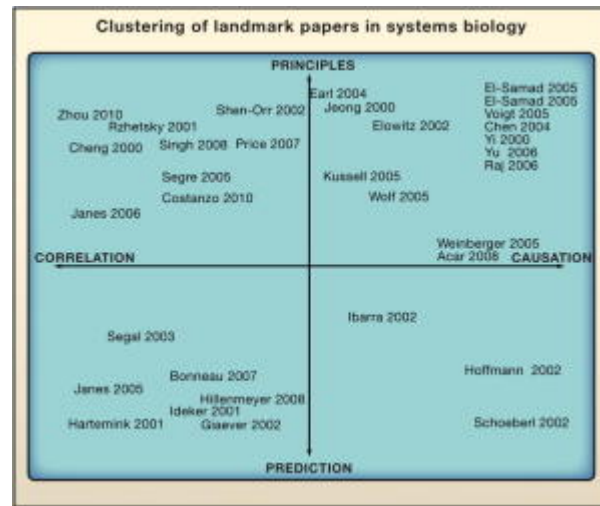 Clustering of landmark papers in systems biology
PRINCIPLES
El-Samad 2005
Earl 2004
El-Samad 2005
Zhou 2010
Shen-Orr 2002
Jeong 2000
Voigt 2005
Rzhetsky 2001
Elowitz 2002
Chen 2004
Cheng 2000
Singh 2008
Price 2007
Yi 2000
Yu 2006
Raj 2006
Segre 2005
Kussell 2005
Costanzo 2010
Wolf 2005
Janes 2006
Weinberger 2005
CORRELATION
Acar 2008
CAUSATION
Ibarra 2002
Segal 2003
Bonneau 2007
Hoffmann 2002
Janes 2005
Hillenmeyer 2008
Ideker 2001
Hartemink 2001
Giaever 2002
Schoeberl 2002
PREDICTION